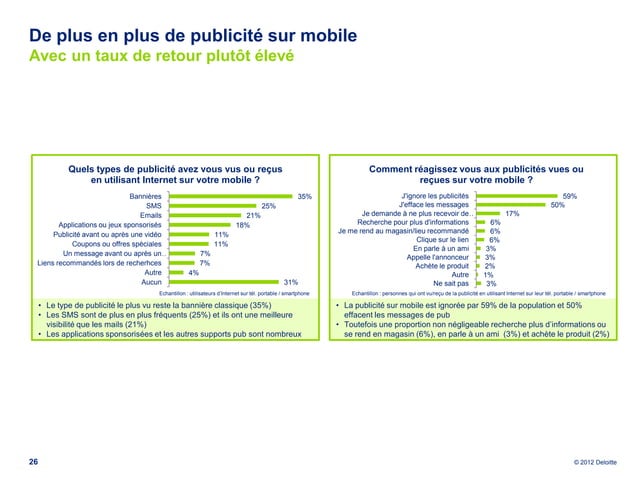 De plus en plus de publicité sur mobile
Avec un taux de retour plutôt élevé
Quels types de publicité avez vous vus ou reçus
en utilisant Internet sur votre mobile ?
Bannières 35%
SMS 25%
Emails 21%
Applications ou jeux sponsorisés 18%
Publicité avant ou après une vidéo 11%
Coupons ou offres spéciales 11%
Un message avant ou après un.. 7%
Liens recommandés lors de recherhces 7%
Autre 4%
Aucun 31%
Echantillon : utilisateurs d'Internet sur tél. portable / smartphone
• Le type de publicité le plus vu reste la bannière classique (35%)
• Les SMS sont de plus en plus fréquents (25%) et ils ont une meilleure
visibilité que les mails (21%)
• Les applications sponsorisées et les autres supports pub sont nombreux
Comment réagissez vous aux publicités vues ou
reçues sur votre mobile ?
J'ignore les publicités 59%
J'efface les messages 50%
Je demande à ne plus recevoir de.. 17%
Recherche pour plus d'informations 6%
Je me rend au magasin/lieu recommandé 6%
Clique sur le lien 6%
En parle à un ami 3%
Appelle l'annonceur 3%
Achète le produit 2%
Autre 1%
Ne sait pas 3%
Echantillon : personnes qui ont vu/reçu de la publicité en utilisant Internet sur leur tél. portable / smartphone
• La publicité sur mobile est ignorée par 59% de la population et 50%
effacent les messages de pub
• Toutefois une proportion non négligeable recherche plus d'informations ou
se rend en magasin (6%), en parle à un ami (3%) et achète le produit (2%)
26
© 2012 Deloitte